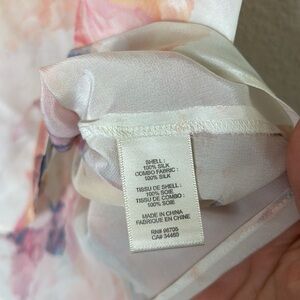 SHELL :
100% SILK
COMBO FABRIC :
100% SILK
TISSU DE SHELL :
100% SOIE
TISSU DE COMBO :
100% SOIE
MADE IN CHINA
FABRIQUE EN CHINE
RN# 98705
CA# 34460